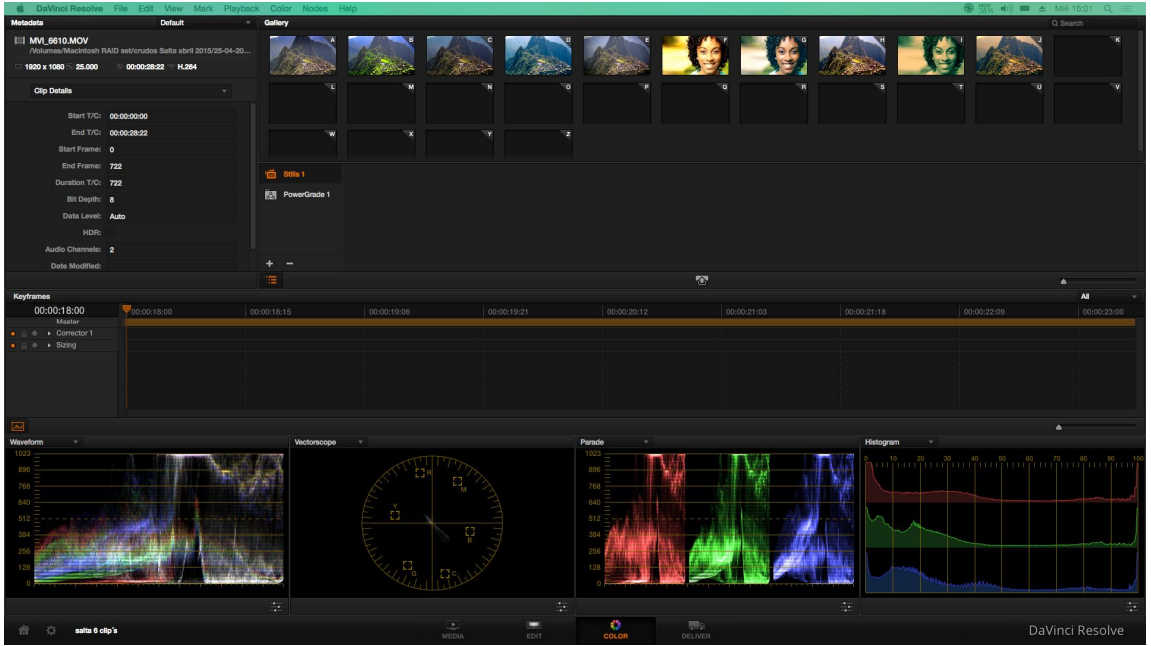 DaVinci Resolve File Edit View Mark Playback Color Nodes Help Mié 16:01
Metadata Default Gallery Search
MVI_6610.MOV
/Volumes/Macintosh RAID set/crudos Salta abril 2015/25-04-20...
1920 x 1080 25.000 00:00:28:22 H.264
Clip Details
Start T/C: 00:00:00:00
End T/C: 00:00:28:22
Start Frame: 0
End Frame: 722
Duration T/C: 722
Bit Depth: 8
Data Level: Auto
HDR:
Audio Channels: 2
Date Modified:
A B C D E F G H I J K
L M N O P Q R S T U V
W X Y Z
Stills 1
PowerGrade 1
+ −
Keyframes All
00:00:18:00 00:00:18:00 00:00:18:15 00:00:19:06 00:00:19:21 00:00:20:12 00:00:21:03 00:00:21:18 00:00:22:09 00:00:23:00
Master
Corrector 1
Sizing
Waveform Vectorscope Parade Histogram
1023
896
768
640
512
384
256
128
0
R
M
Y
B
G
C
1023
896
768
640
512
384
256
128
0
0 10 20 30 40 50 60 70 80 90 100
salta 6 clip´s MEDIA EDIT COLOR DELIVER DaVinci Resolve